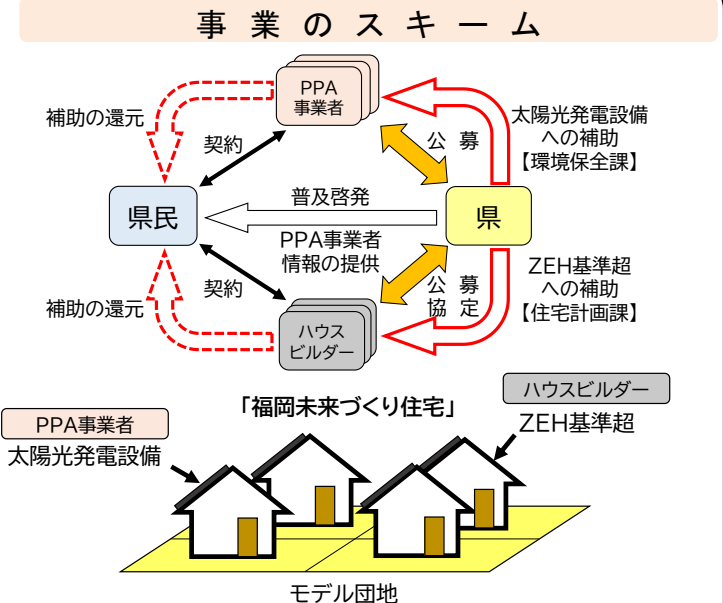 事業のスキーム
PPA
事業者
補助の還元
契約
公募
太陽光発電設備
への補助
【環境保全課】
県民
普及啓発
県
PPA事業者
情報の提供
補助の還元
契約
公募
協定
ZEH基準超
への補助
【住宅計画課】
ハウス
ビルダー
「福岡未来づくり住宅」
ハウスビルダー
ZEH基準超
PPA事業者
太陽光発電設備
モデル団地